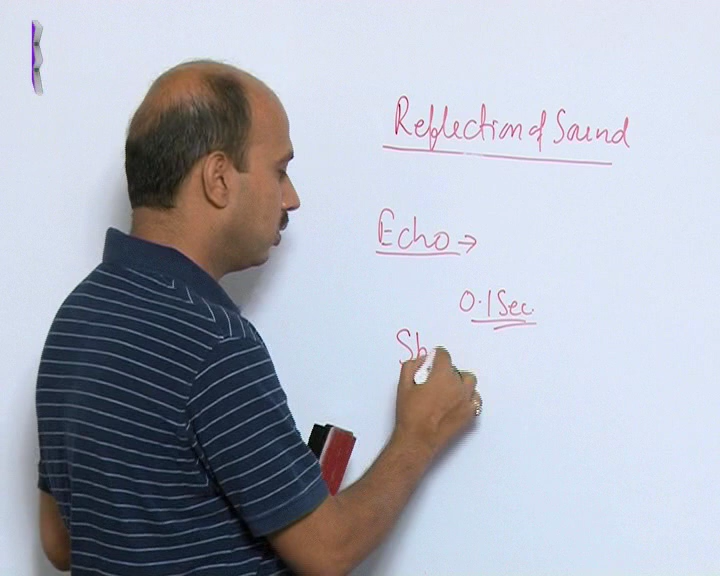 Reflection of Sound
Echo →
0.1 Sec.